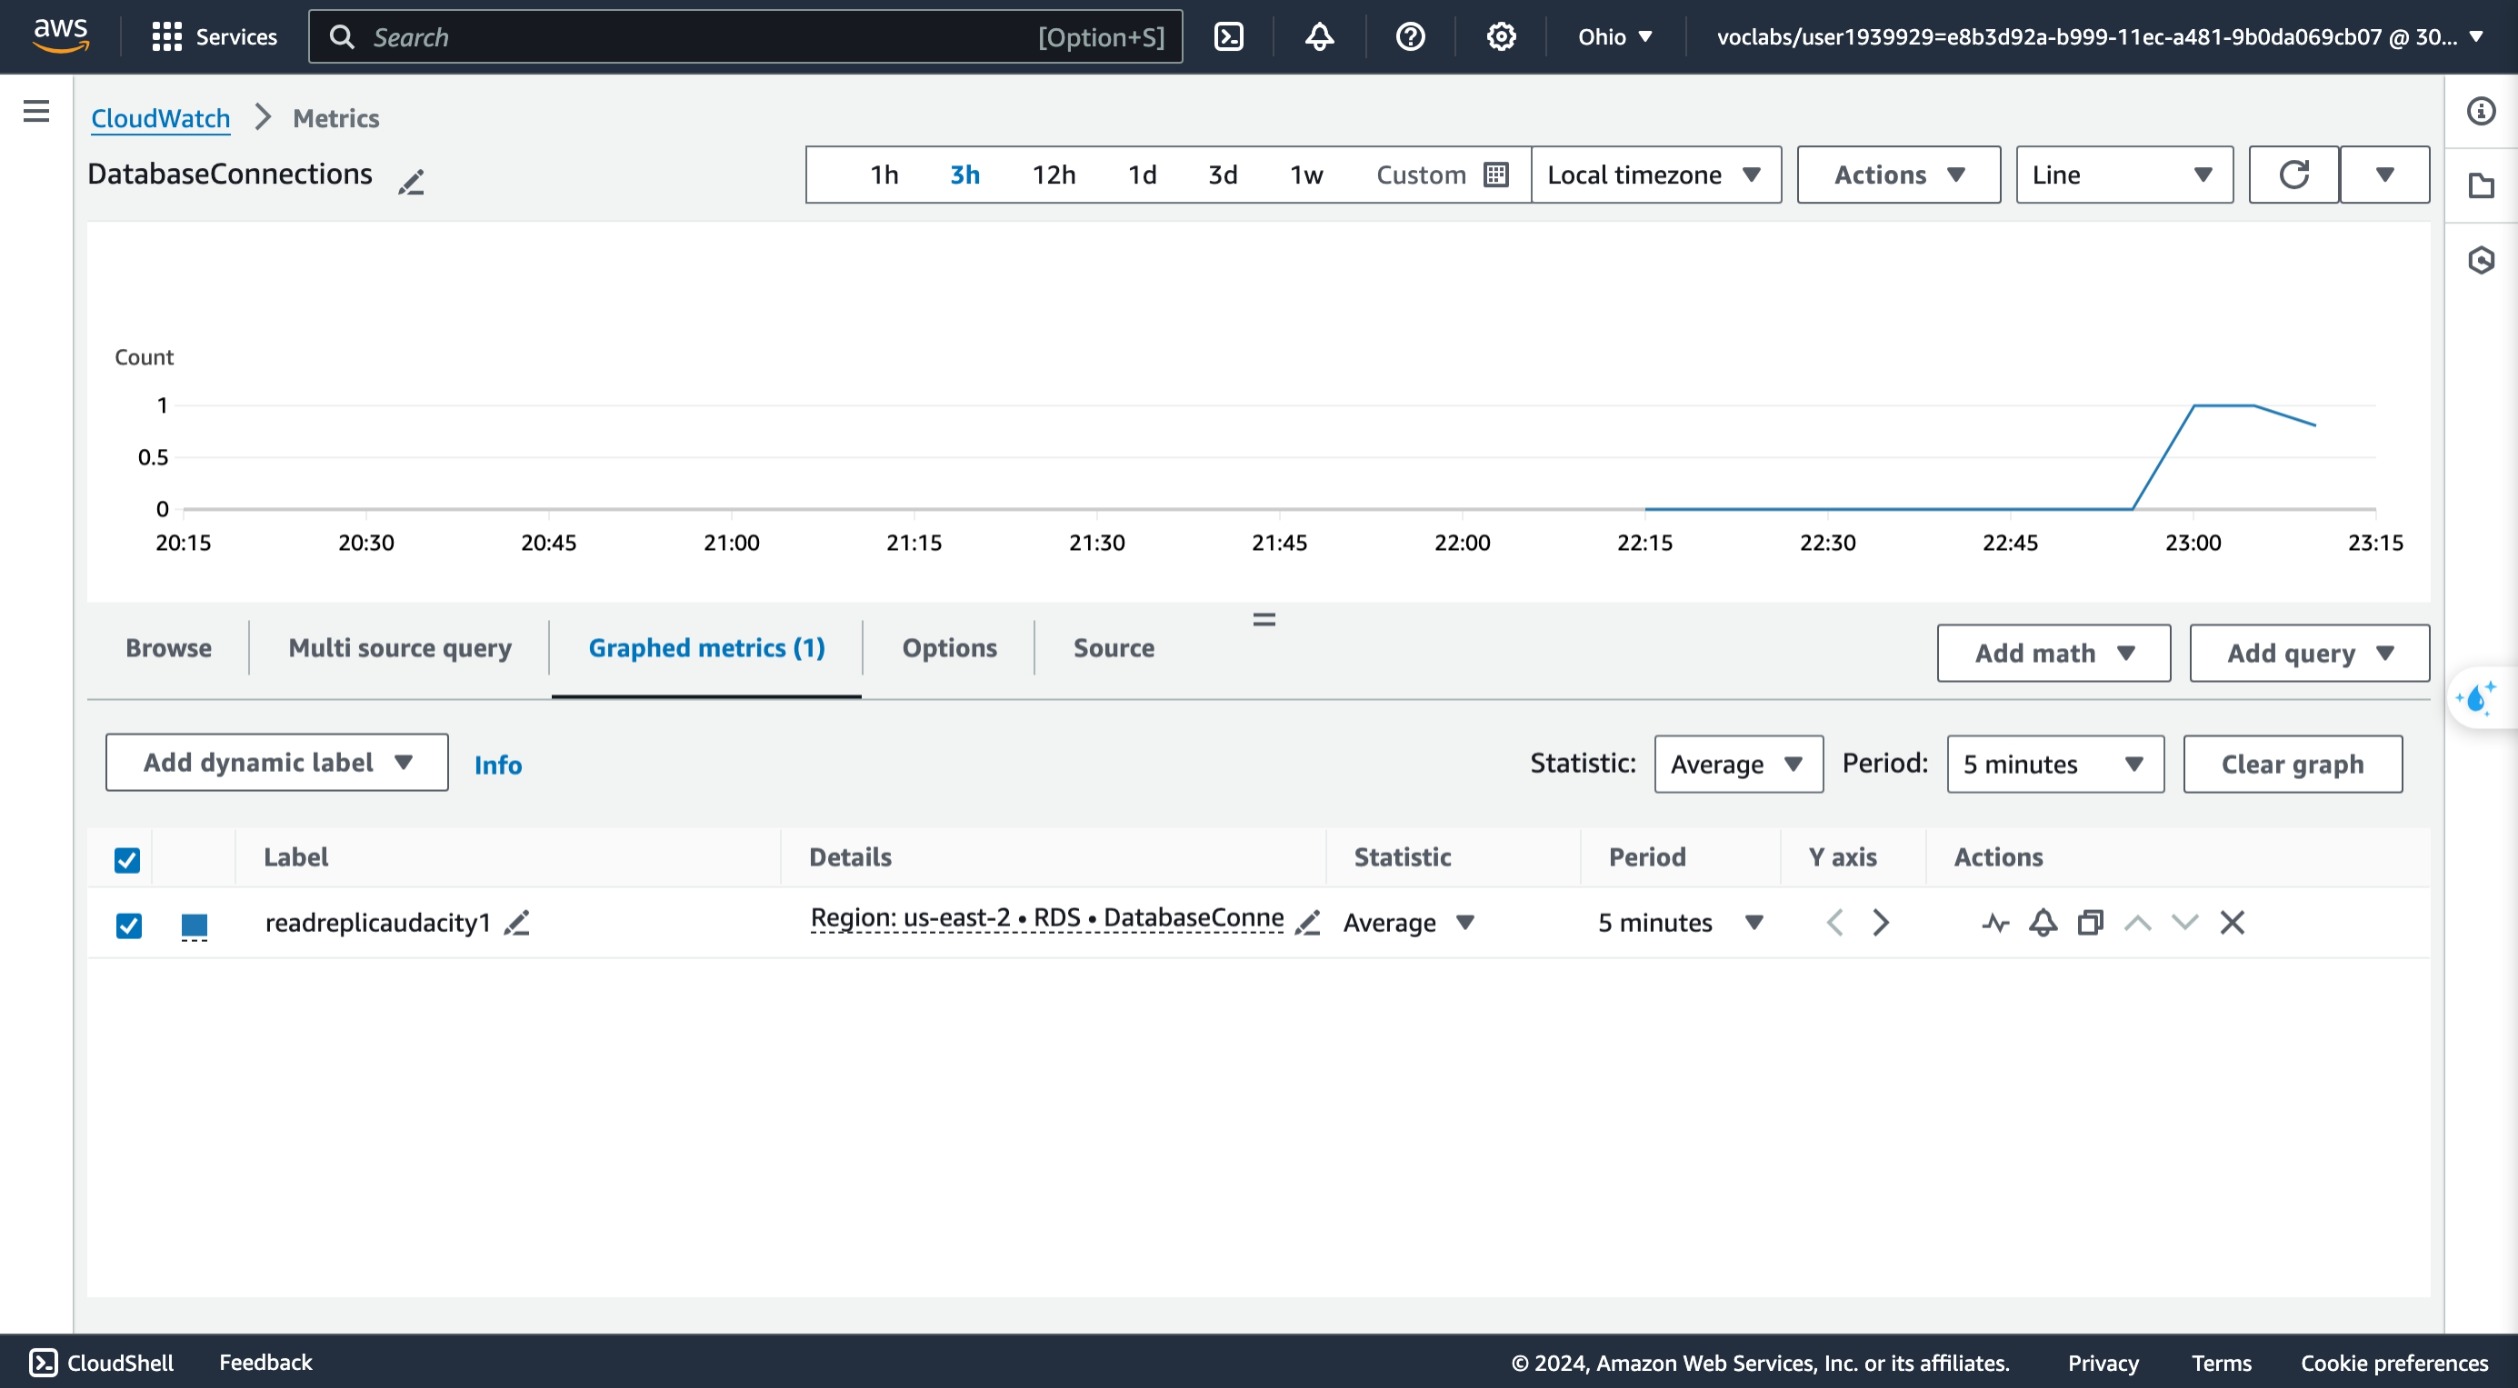 aws
Services
Search
[Option+S]
Ohio
voclabs/user1939929=e8b3d92a-b999-11ec-a481-9b0da069cb07 @ 30...
CloudWatch
Metrics
DatabaseConnections
1h 3h 12h 1d 3d 1w Custom
Local timezone
Actions
Line
Count
1
0.5
0
20:15 20:30 20:45 21:00 21:15 21:30 21:45 22:00 22:15 22:30 22:45 23:00 23:15
Browse
Multi source query
Graphed metrics (1)
Options
Source
Add math
Add query
Add dynamic label
Info
Statistic:
Average
Period:
5 minutes
Clear graph
Label Details Statistic Period Y axis Actions
readreplicaudacity1 Region: us-east-2 • RDS • DatabaseConne Average 5 minutes
CloudShell
Feedback
© 2024, Amazon Web Services, Inc. or its affiliates.
Privacy
Terms
Cookie preferences